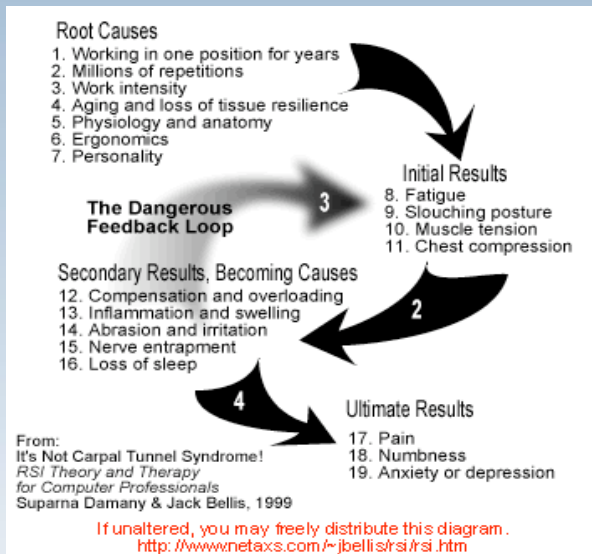 Root Causes
1. Working in one position for years
2. Millions of repetitions
3. Work intensity
4. Aging and loss of tissue resilience
5. Physiology and anatomy
6. Ergonomics
7. Personality
Initial Results
8. Fatigue
9. Slouching posture
10. Muscle tension
11. Chest compression
3
The Dangerous
Feedback Loop
Secondary Results, Becoming Causes
12. Compensation and overloading
13. Inflammation and swelling
14. Abrasion and irritation
15. Nerve entrapment
16. Loss of sleep
2
4
Ultimate Results
17. Pain
18. Numbness
19. Anxiety or depression
From:
It's Not Carpal Tunnel Syndrome!
RSI Theory and Therapy
for Computer Professionals
Suparna Damany & Jack Bellis, 1999
If unaltered, you may freely distribute this diagram.
http://www.netaxs.com/~jbellis/rsi/rsi.htm